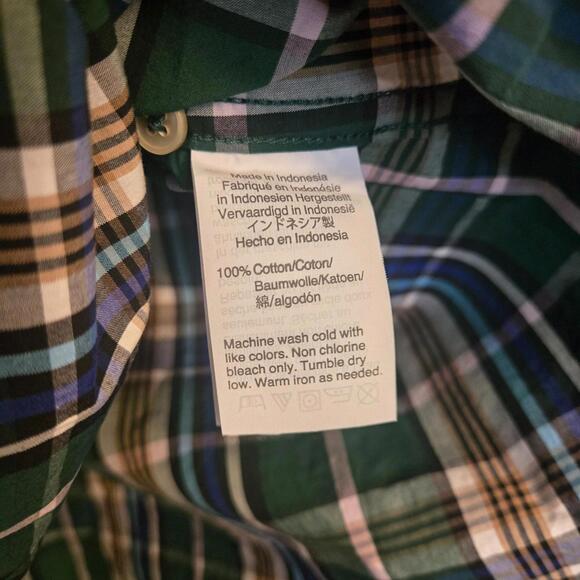 Made in Indonesia
Fabriqué en Indonésie
in Indonesien Hergestellt
Vervaardigd in Indonesië
インドネシア製
Hecho en Indonesia
100% Cotton/Coton/
Baumwolle/Katoen/
綿/algodón
Machine wash cold with
like colors. Non chlorine
bleach only. Tumble dry
low. Warm iron as needed.